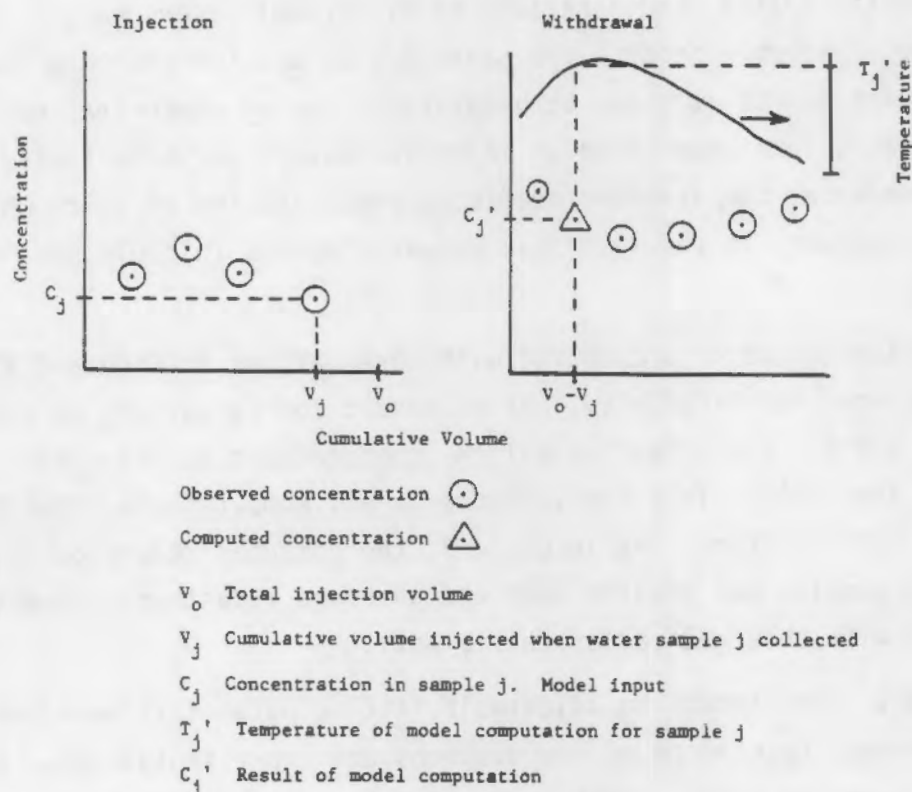 Injection
Withdrawal
Concentration
C_j
V_j
V_o
C_j'
T_j'
Temperature
V_o-V_j
Cumulative Volume
Observed concentration
Computed concentration
V_o Total injection volume
V_j Cumulative volume injected when water sample j collected
C_j Concentration in sample j. Model input
T_j' Temperature of model computation for sample j
C_j' Result of model computation